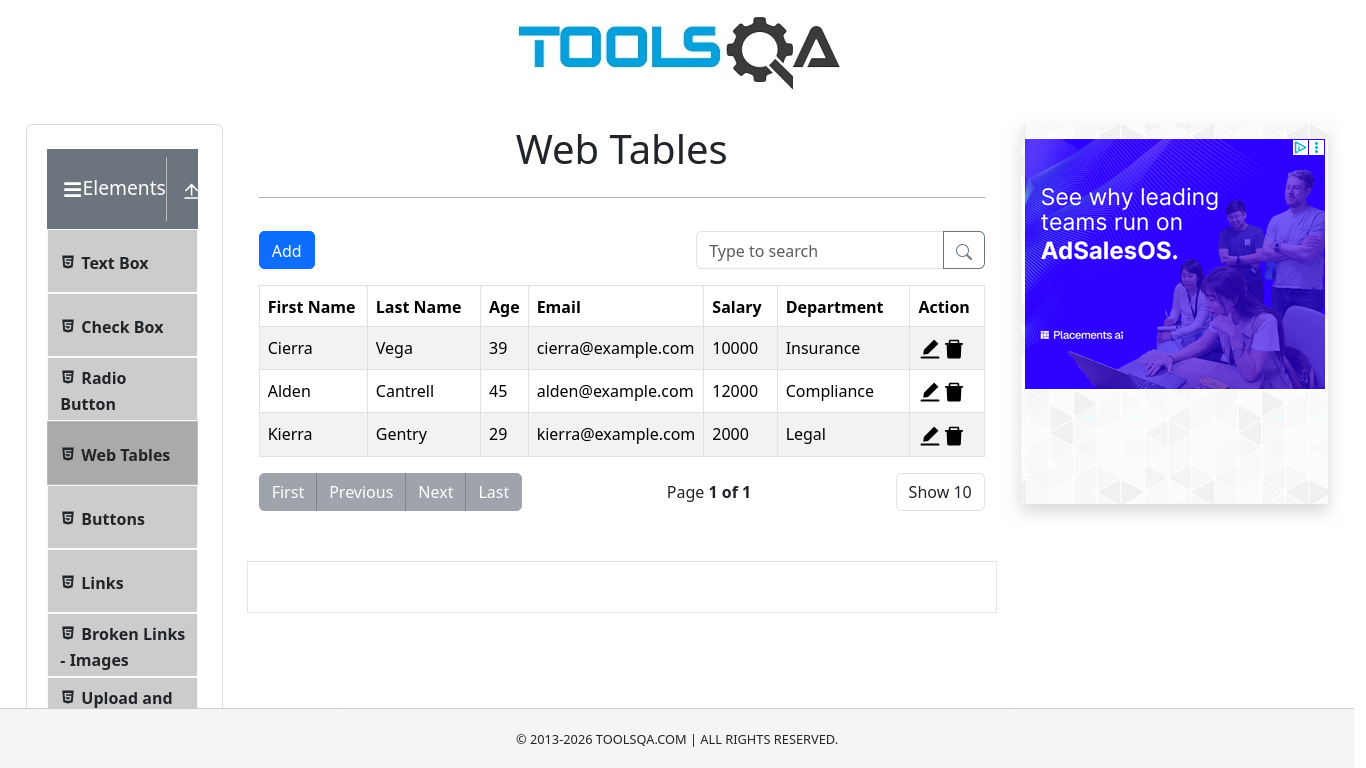 TOOLSQA
Web Tables
Elements
Text Box
Check Box
Radio
Button
Web Tables
Buttons
Links
Broken Links
- Images
Upload and
Add
Type to search
First Name Last Name Age Email Salary Department Action
Cierra Vega 39 cierra@example.com 10000 Insurance
Alden Cantrell 45 alden@example.com 12000 Compliance
Kierra Gentry 29 kierra@example.com 2000 Legal
First Previous Next Last Page 1 of 1 Show 10
See why leading
teams run on
AdSalesOS.
Placements ai
© 2013-2026 TOOLSQA.COM | ALL RIGHTS RESERVED.